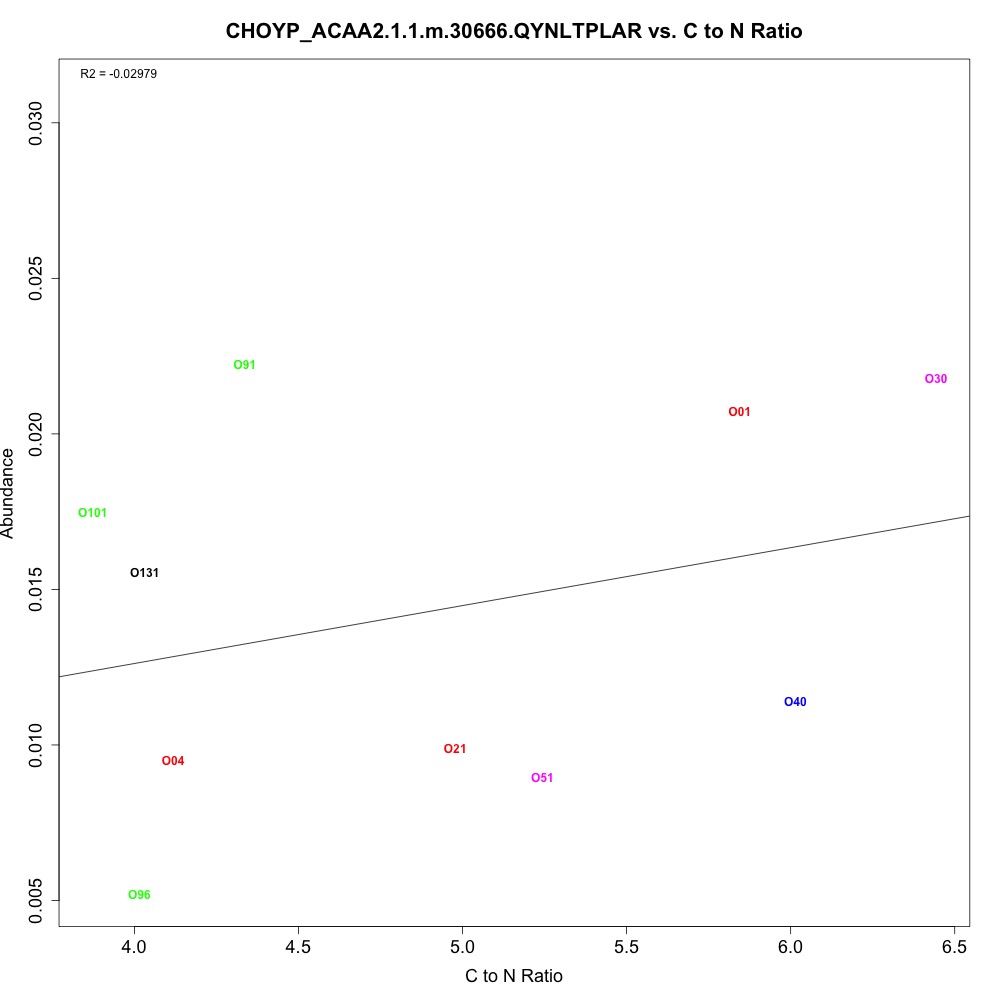 CHOYP_ACAA2.1.1.m.30666.QYNLTPLAR vs. C to N Ratio
R2 = -0.02979
0.030
0.025
0.020
0.015
0.010
0.005
Abundance
O91
O30
O01
O101
O131
O40
O21
O04
O51
O96
4.0 4.5 5.0 5.5 6.0 6.5
C to N Ratio